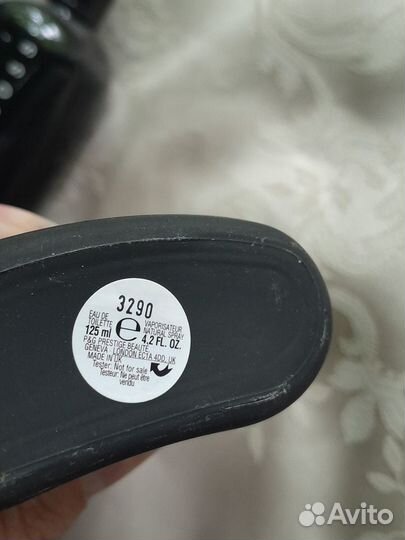 3290
EAU DE TOILETTE
125 ml
e
VAPORISATEUR
NATURAL SPRAY
4.2 FL. OZ.
P&G PRESTIGE BEAUTE
GENEVA LONDON EC1A 4DD, UK
MADE IN UK
Tester: Not for sale
Testeur: Ne peut être
vendu
Avito